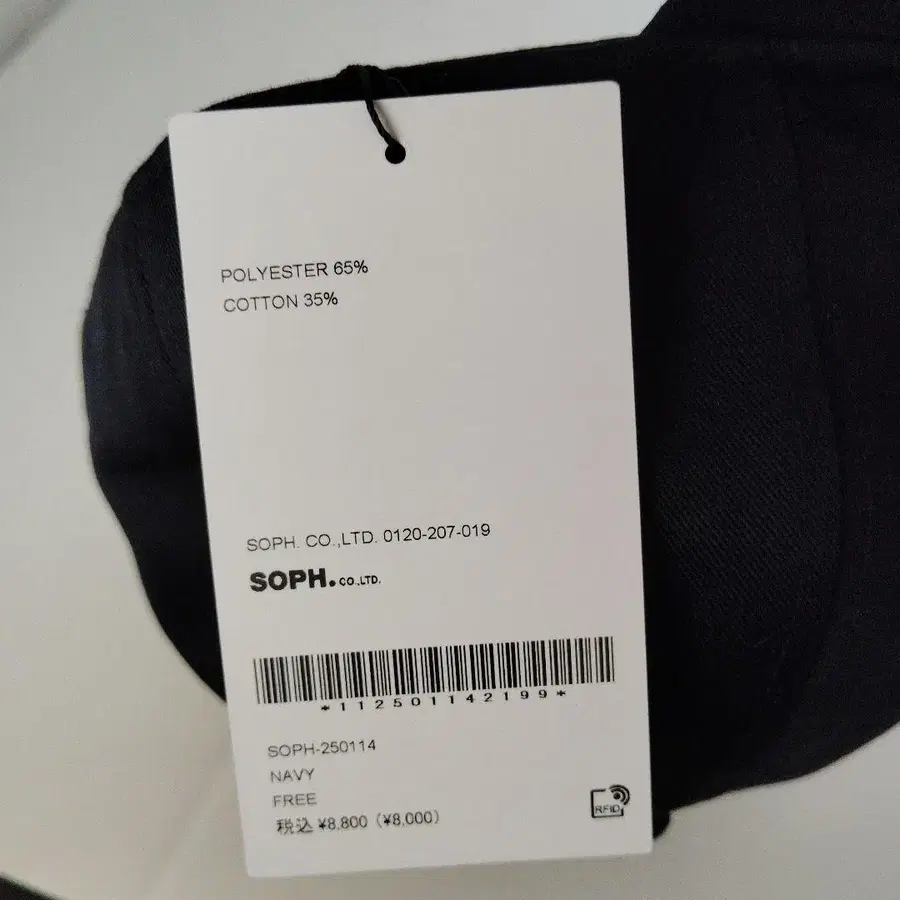 POLYESTER 65%
COTTON 35%
SOPH. CO.,LTD. 0120-207-019
SOPH.CO.,LTD.
*112501142199*
SOPH-250114
NAVY
FREE
税込 ¥8,800（¥8,000）
RFID